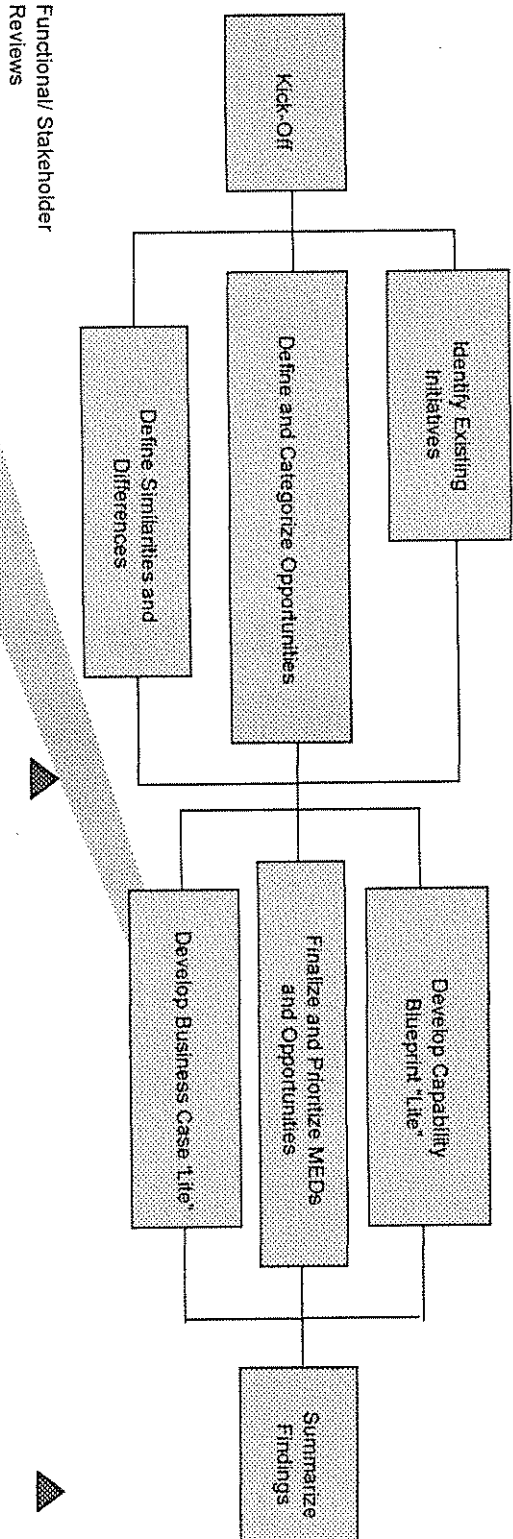 Kick-Off
Identify Existing
Initiatives
Define and Categorize Opportunities
Define Similarities and
Differences
Develop Capability
Blueprint "Lite"
Finalize and Prioritize MEDs
and Opportunities
Develop Business Case "Lite"
Summarize
Findings
Functional/ Stakeholder
Reviews